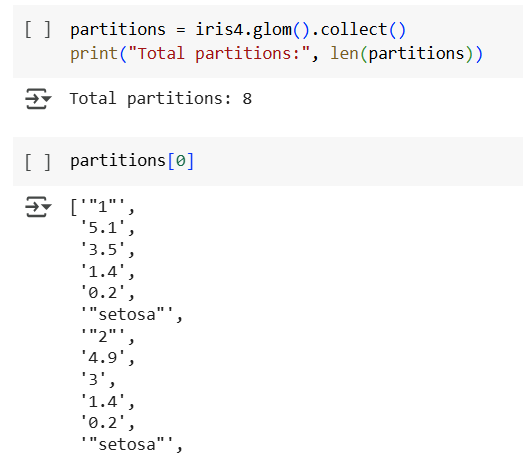 [ ] partitions = iris4.glom().collect()
print("Total partitions:", len(partitions))
Total partitions: 8
[ ] partitions[0]
['"1"',
'5.1',
'3.5',
'1.4',
'0.2',
'"setosa"',
'"2"',
'4.9',
'3',
'1.4',
'0.2',
'"setosa"',